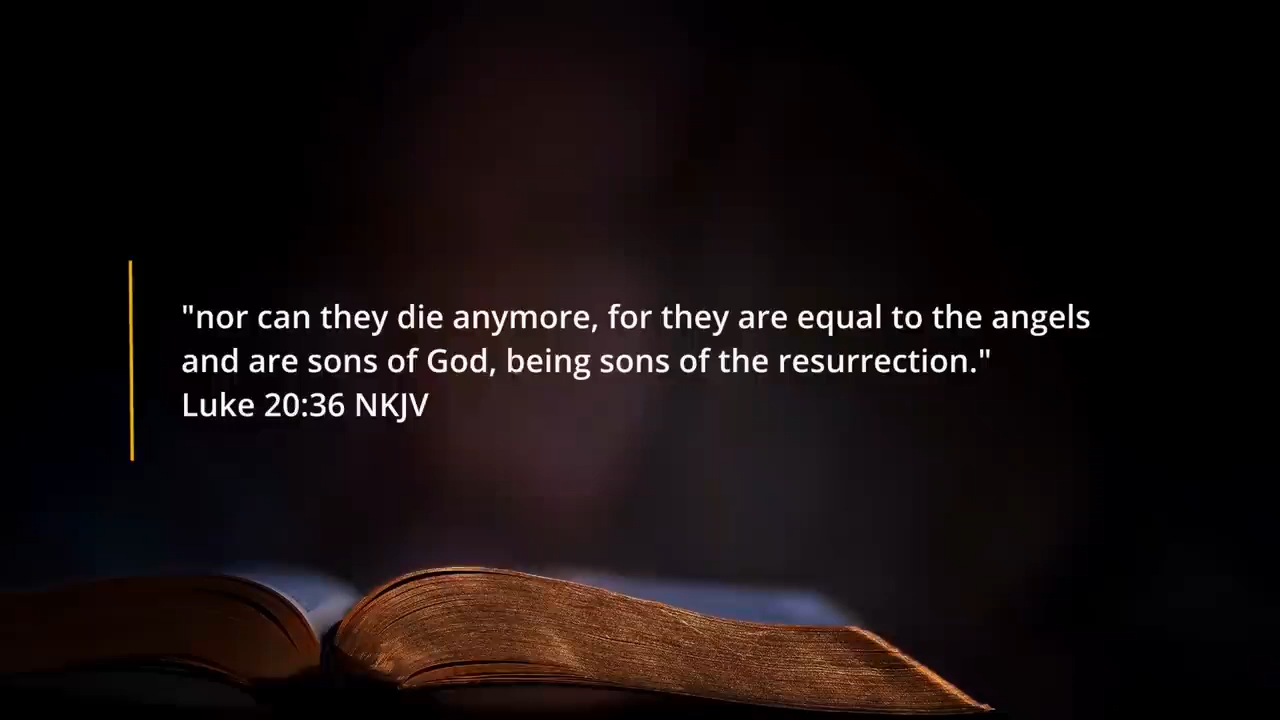 "nor can they die anymore, for they are equal to the angels
and are sons of God, being sons of the resurrection."
Luke 20:36 NKJV